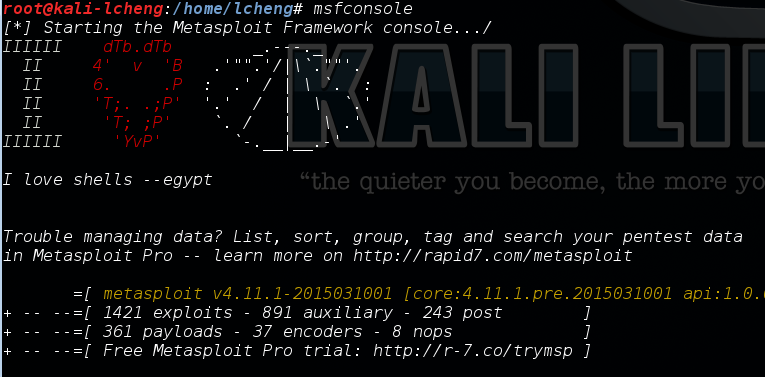 root@kali-lcheng:/home/lcheng# msfconsole
[*] Starting the Metasploit Framework console.../
IIIIII    dTb.dTb        _.---._
  II     4'  v  'B   .'"".'/|\`.""'.
  II     6.     .P  :  .' / | \ `.  :
  II     'T;. .;P'  '.'  /  |  \  `.'
  II      'T; ;P'    `. /   |   \ .'
IIIIII     'YvP'       `-.__|__.-'
KALI LI
I love shells --egypt
“the quieter you become, the more yo
Trouble managing data? List, sort, group, tag and search your pentest data
in Metasploit Pro -- learn more on http://rapid7.com/metasploit
=[ metasploit v4.11.1-2015031001 [core:4.11.1.pre.2015031001 api:1.0.
+ -- --=[ 1421 exploits - 891 auxiliary - 243 post        ]
+ -- --=[ 361 payloads - 37 encoders - 8 nops             ]
+ -- --=[ Free Metasploit Pro trial: http://r-7.co/trymsp ]